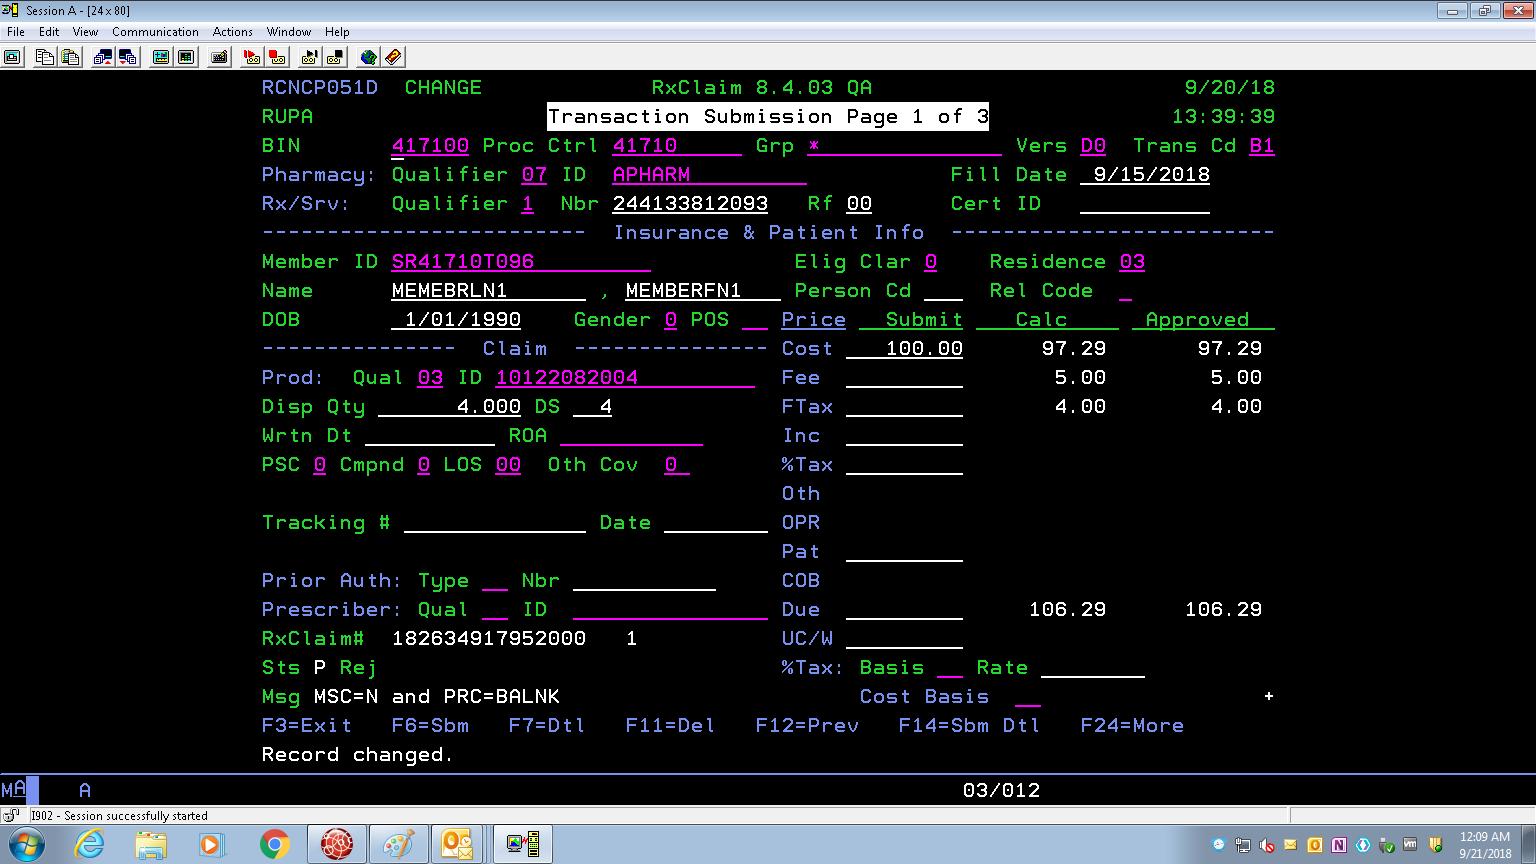 Session A - [24 x 80]
File Edit View Communication Actions Window Help
RCNCP051D CHANGE RxClaim 8.4.03 QA 9/20/18
RUPA Transaction Submission Page 1 of 3 13:39:39
BIN 417100 Proc Ctrl 41710 Grp * Vers D0 Trans Cd B1
Pharmacy: Qualifier 07 ID APHARM Fill Date 9/15/2018
Rx/Srv: Qualifier 1 Nbr 244133812093 Rf 00 Cert ID
------------------------- Insurance & Patient Info -------------------------
Member ID SR41710T096 Elig Clar 0 Residence 03
Name MEMEBRLN1 , MEMBERFN1 Person Cd Rel Code
DOB 1/01/1990 Gender 0 POS Price Submit Calc Approved
--------------- Claim --------------- Cost 100.00 97.29 97.29
Prod: Qual 03 ID 10122082004 Fee 5.00 5.00
Disp Qty 4.000 DS 4 FTax 4.00 4.00
Wrtn Dt ROA Inc
PSC 0 Cmpnd 0 LOS 00 Oth Cov 0 %Tax
Oth
Tracking # Date OPR
Pat
Prior Auth: Type Nbr COB
Prescriber: Qual ID Due 106.29 106.29
RxClaim# 182634917952000 1 UC/W
Sts P Rej %Tax: Basis Rate
Msg MSC=N and PRC=BALNK Cost Basis +
F3=Exit F6=Sbm F7=Dtl F11=Del F12=Prev F14=Sbm Dtl F24=More
Record changed.
MA A 03/012
I902 - Session successfully started
12:09 AM
9/21/2018